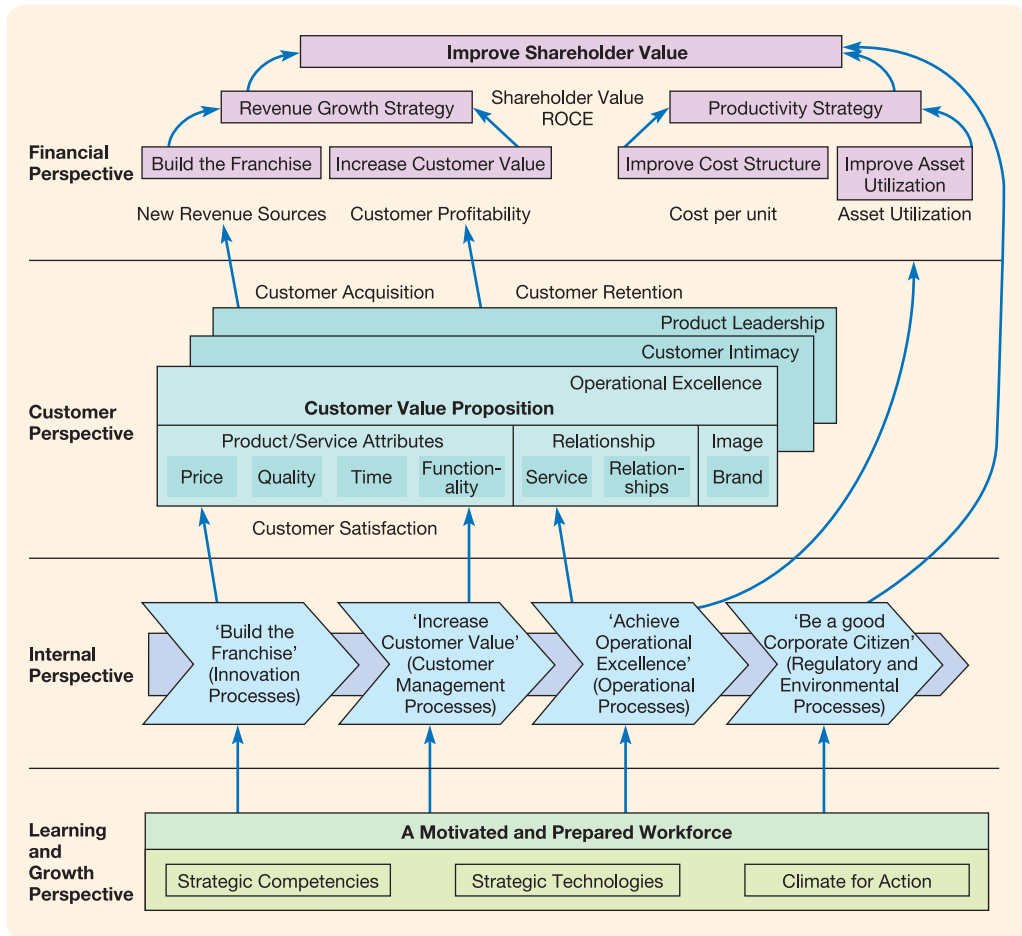 Improve Shareholder Value
Revenue Growth Strategy
Shareholder Value
ROCE
Productivity Strategy
Financial
Perspective
Build the Franchise
Increase Customer Value
Improve Cost Structure
Improve Asset
Utilization
New Revenue Sources
Customer Profitability
Cost per unit
Asset Utilization
Customer Acquisition
Customer Retention
Product Leadership
Customer Intimacy
Operational Excellence
Customer
Perspective
Customer Value Proposition
Product/Service Attributes
Relationship
Image
Price
Quality
Time
Function-
ality
Service
Relation-
ships
Brand
Customer Satisfaction
Internal
Perspective
‘Build the
Franchise’
(Innovation
Processes)
‘Increase
Customer Value’
(Customer
Management
Processes)
‘Achieve
Operational
Excellence’
(Operational
Processes)
‘Be a good
Corporate Citizen’
(Regulatory and
Environmental
Processes)
Learning
and
Growth
Perspective
A Motivated and Prepared Workforce
Strategic Competencies
Strategic Technologies
Climate for Action